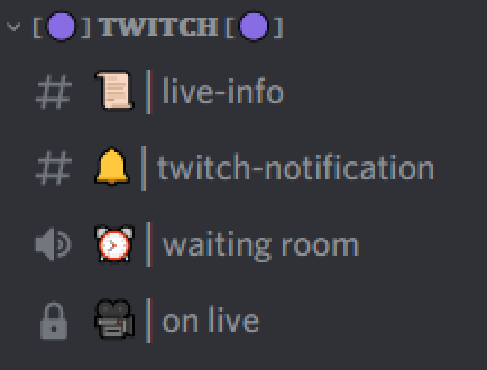 [🟣] TWITCH [🟣]
# 📜 | live-info
# 🔔 | twitch-notification
⏰ | waiting room
🎥 | on live